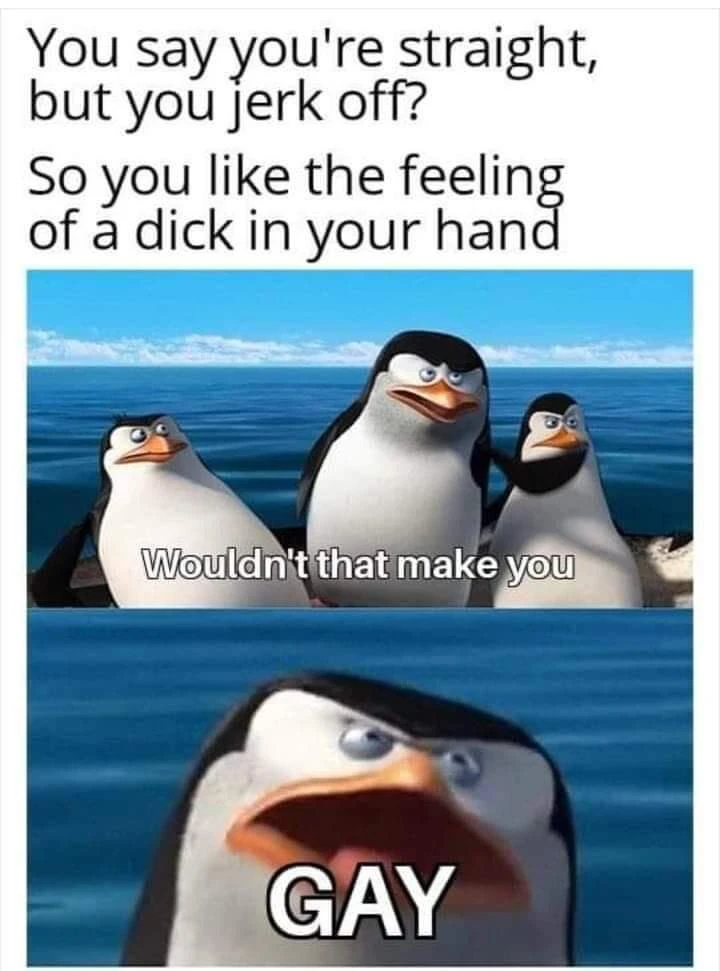 You say you're straight,
but you jerk off?
So you like the feeling
of a dick in your hand
Wouldn't that make you
GAY